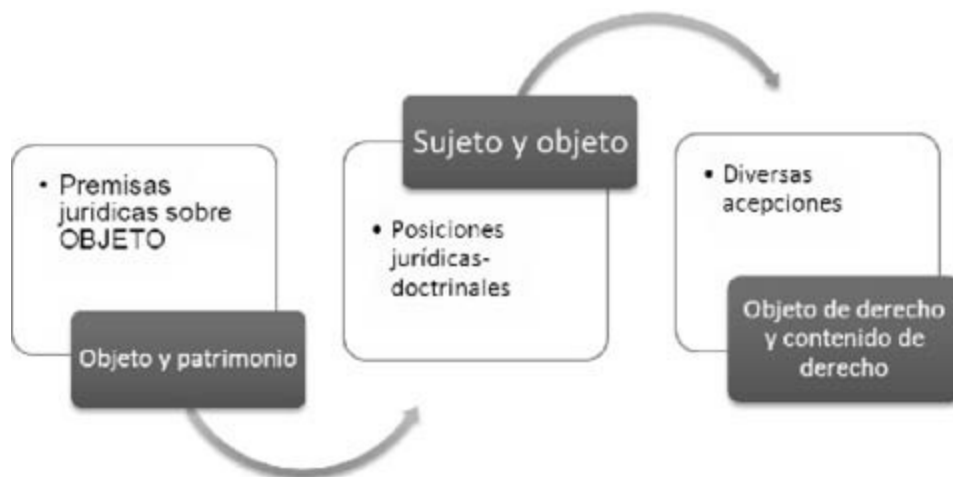 • Premisas
jurídicas sobre
OBJETO
Objeto y patrimonio
Sujeto y objeto
• Posiciones
jurídicas-
doctrinales
• Diversas
acepciones
Objeto de derecho
y contenido de
derecho